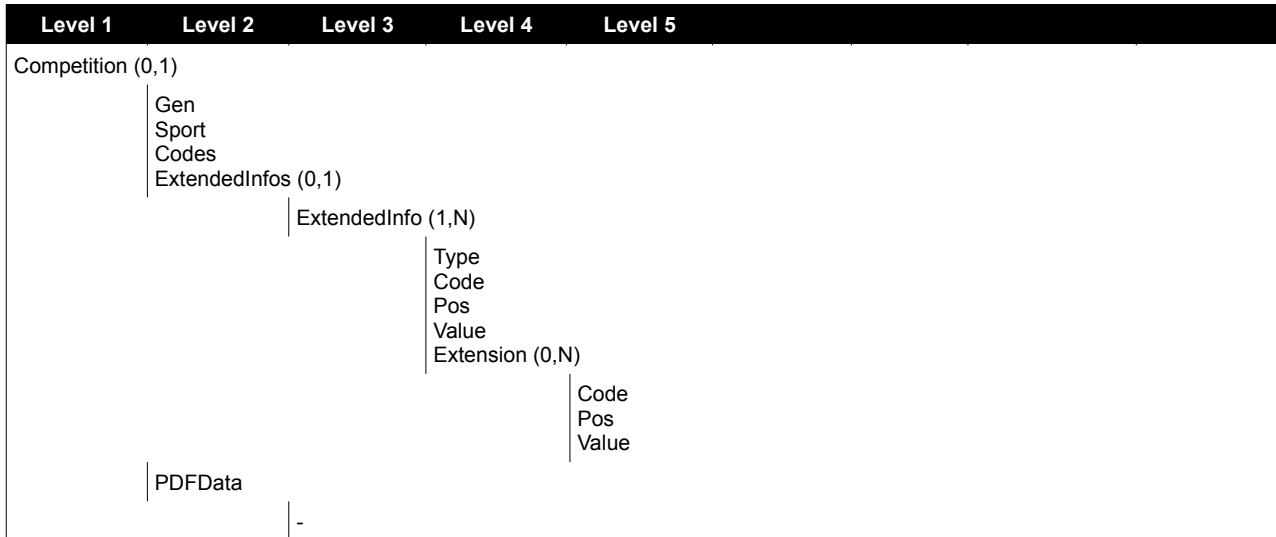 Level 1 Level 2 Level 3 Level 4 Level 5
Competition (0,1)
Gen
Sport
Codes
ExtendedInfos (0,1)
ExtendedInfo (1,N)
Type
Code
Pos
Value
Extension (0,N)
Code
Pos
Value
PDFData
-